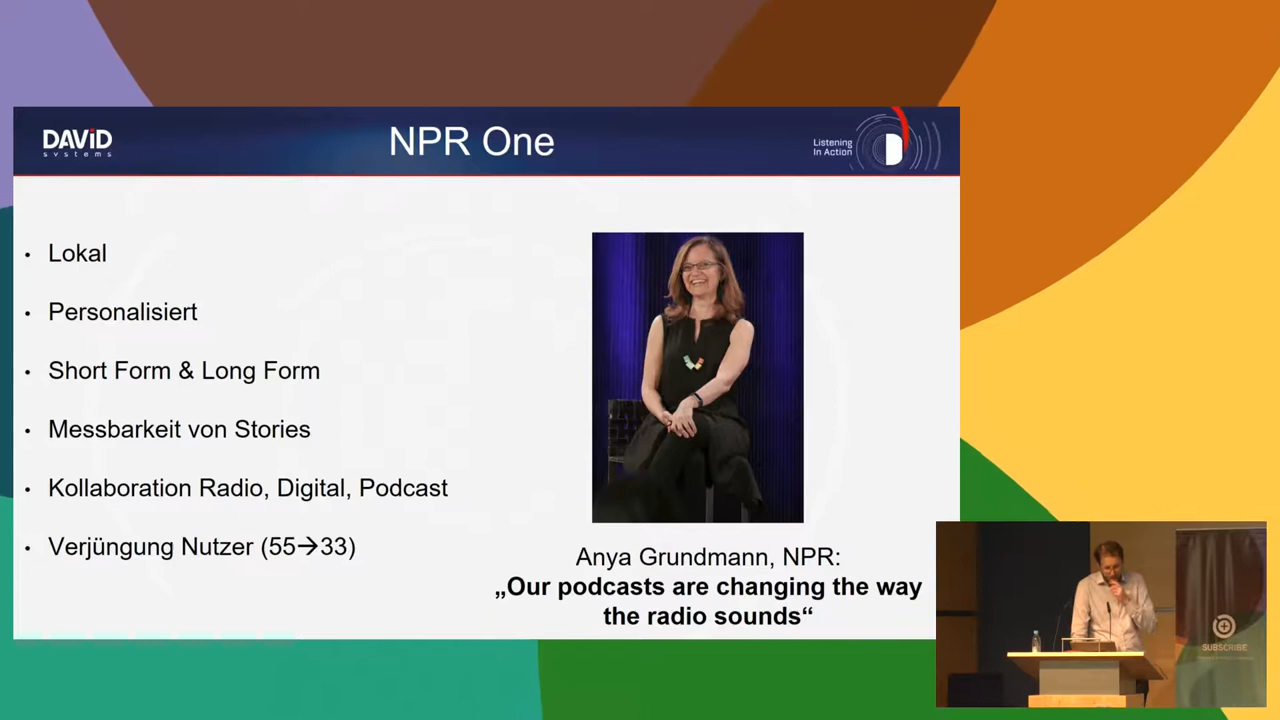 DAViD
systems
NPR One
Listening
In Action
• Lokal
• Personalisiert
• Short Form & Long Form
• Messbarkeit von Stories
• Kollaboration Radio, Digital, Podcast
• Verjüngung Nutzer (55→33)
Anya Grundmann, NPR:
„Our podcasts are changing the way
the radio sounds“
SUBSCRIBE